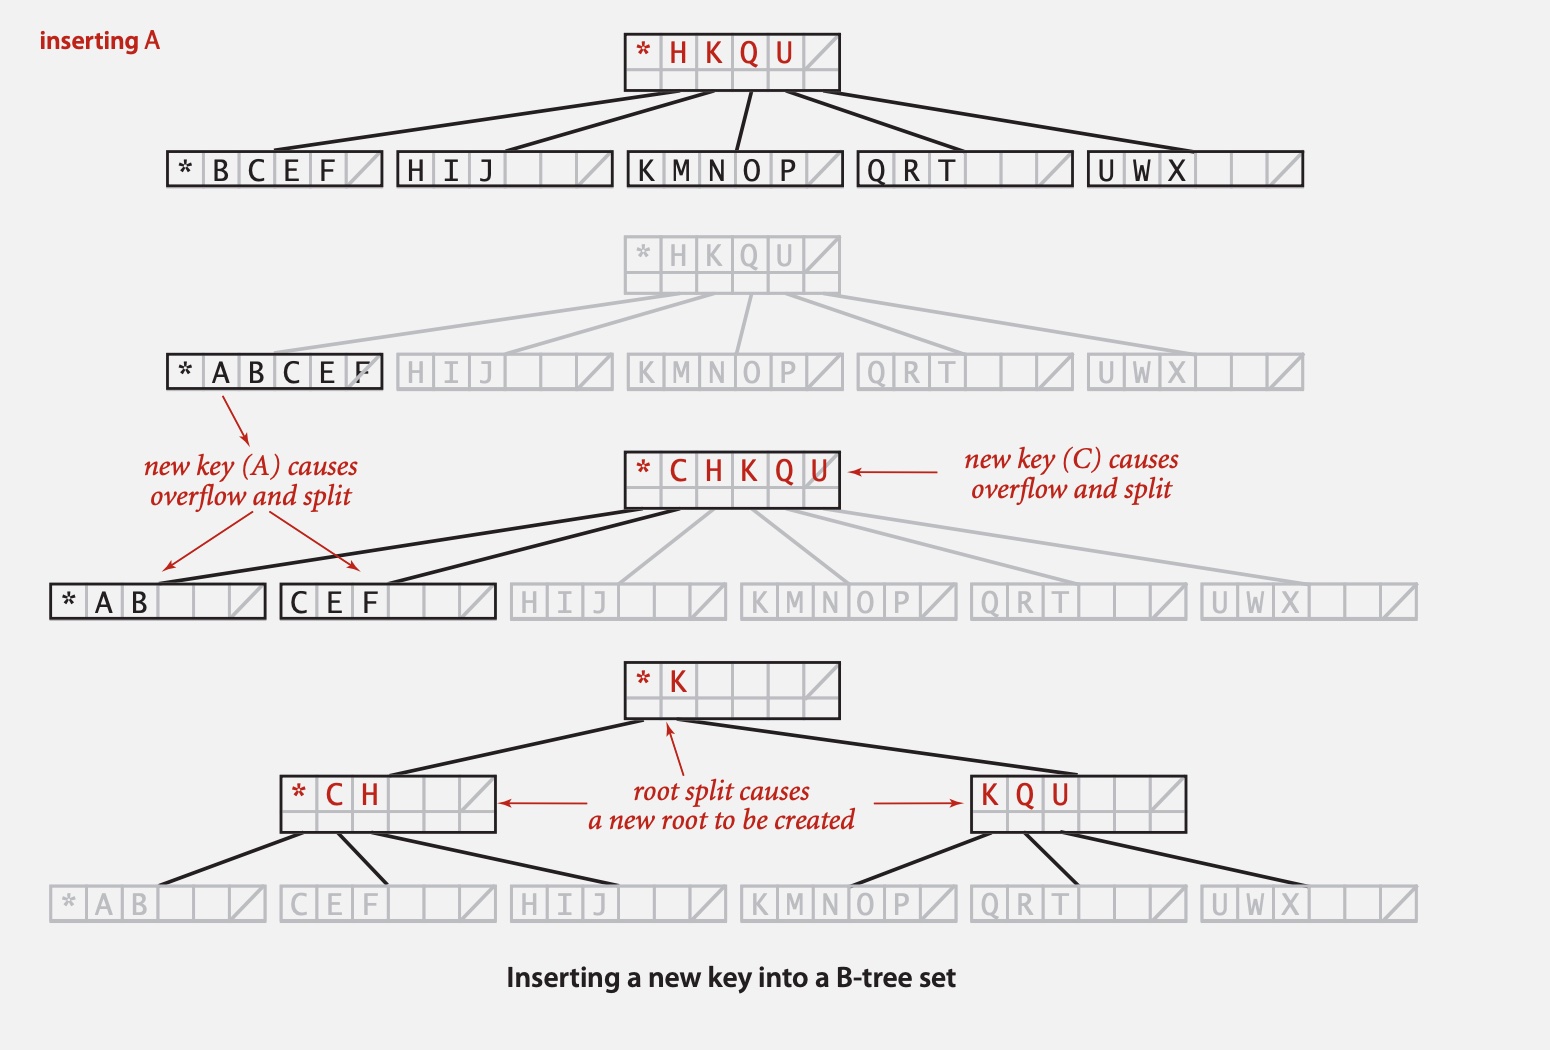 inserting A
* H K Q U
* B C E F
H I J
K M N O P
Q R T
U W X
* H K Q U
* A B C E F
H I J
K M N O P
Q R T
U W X
new key (A) causes
overflow and split
* C H K Q U
new key (C) causes
overflow and split
* A B
C E F
H I J
K M N O P
Q R T
U W X
* K
* C H
root split causes
a new root to be created
K Q U
* A B
C E F
H I J
K M N O P
Q R T
U W X
Inserting a new key into a B-tree set